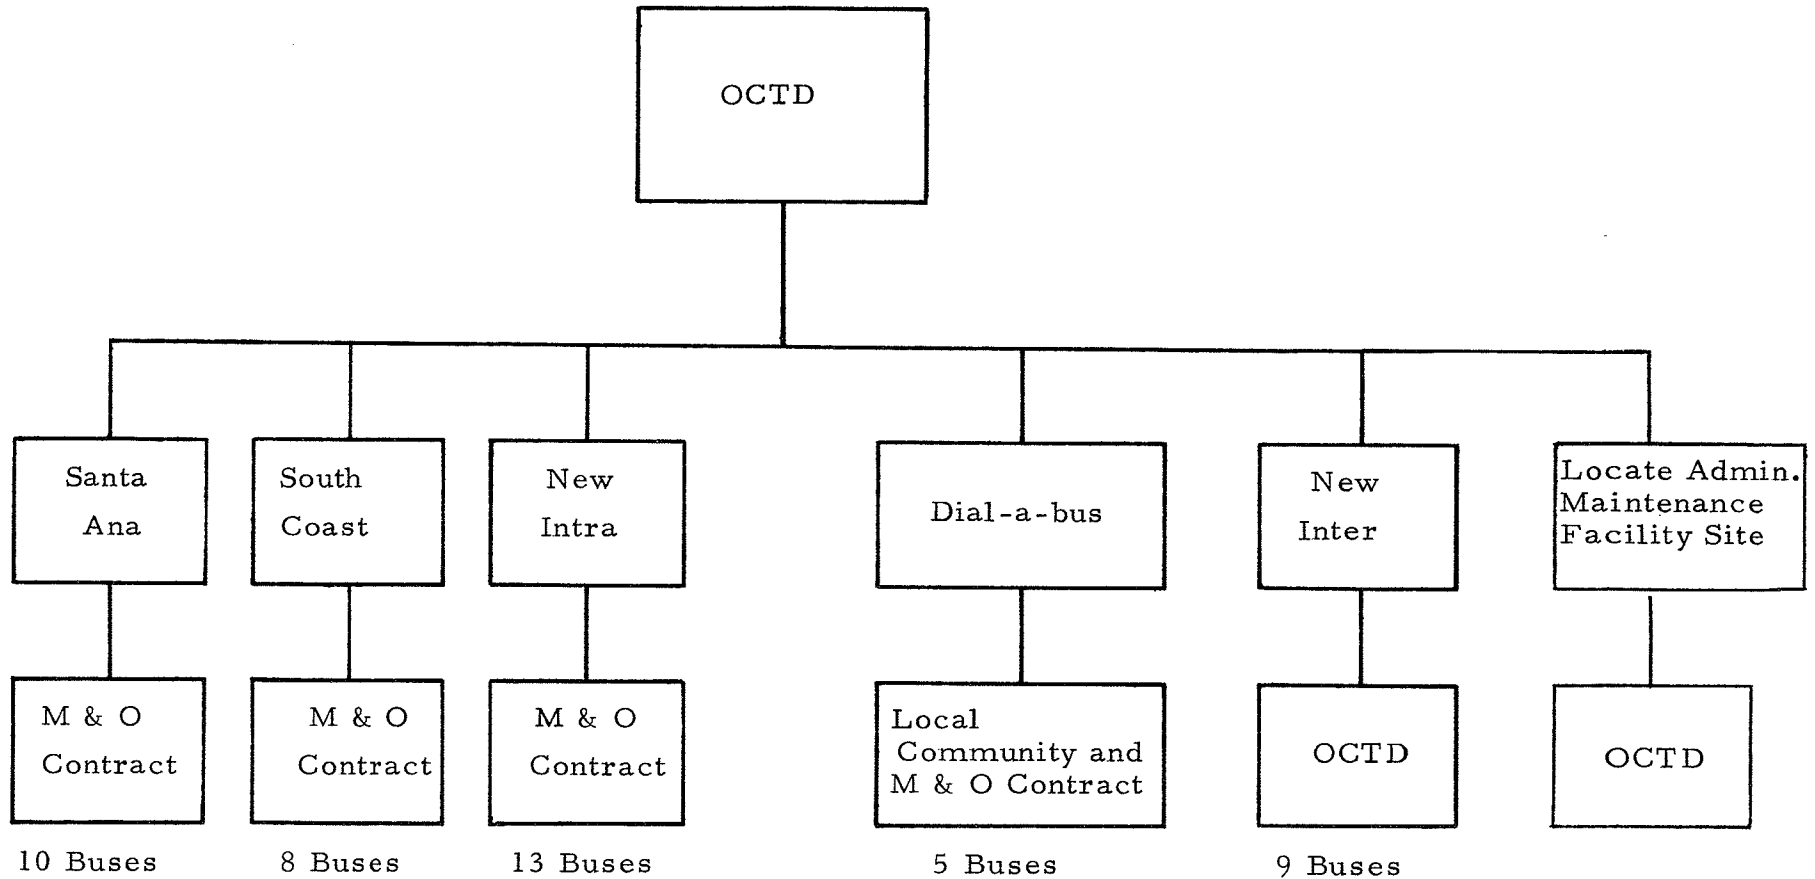 OCTD
Santa
Ana
South
Coast
New
Intra
Dial-a-bus
New
Inter
Locate Admin.
Maintenance
Facility Site
M & O
Contract
M & O
Contract
M & O
Contract
Local
Community and
M & O Contract
OCTD
OCTD
10 Buses
8 Buses
13 Buses
5 Buses
9 Buses